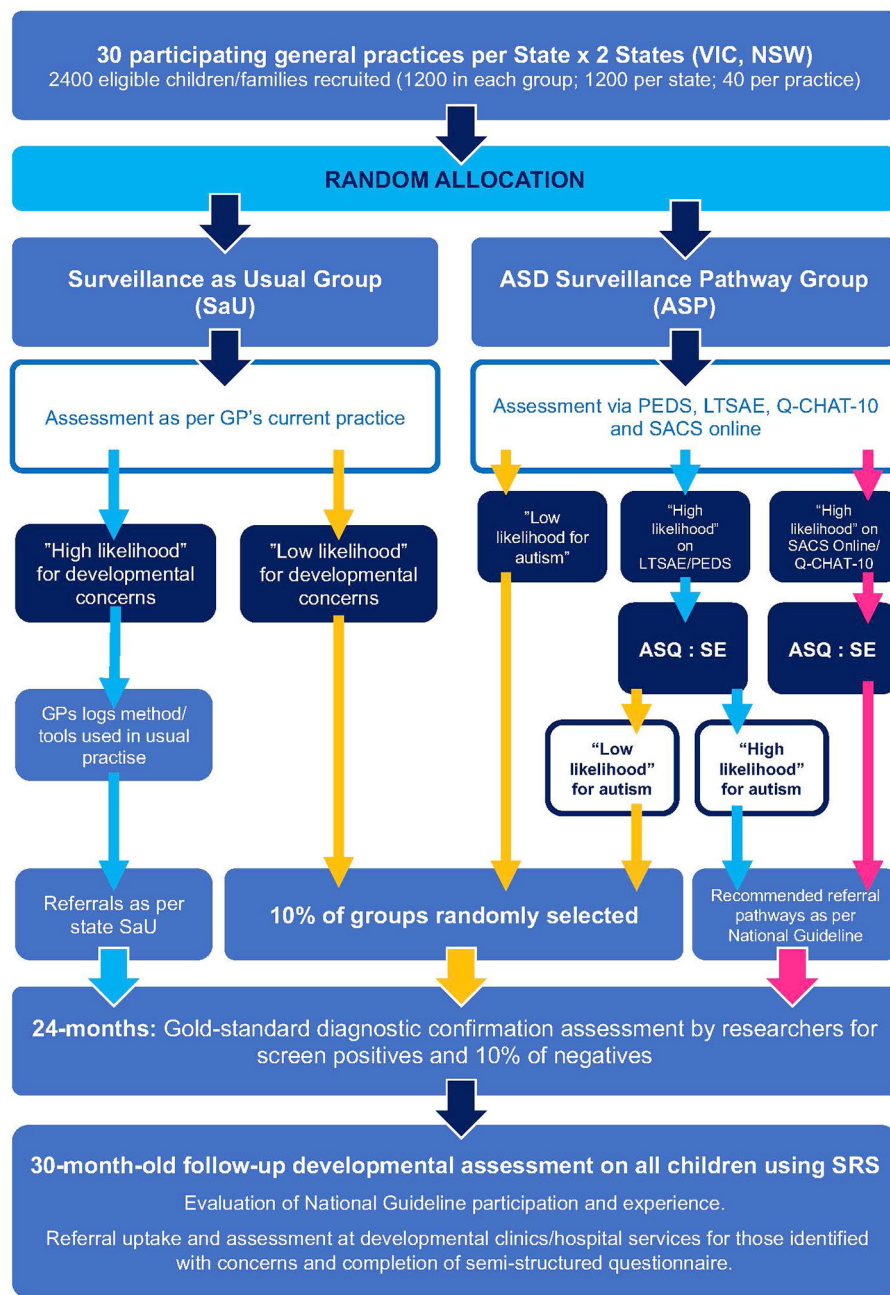 30 participating general practices per State x 2 States (VIC, NSW)
2400 eligible children/families recruited (1200 in each group; 1200 per state; 40 per practice)
RANDOM ALLOCATION
Surveillance as Usual Group
(SaU)
ASD Surveillance Pathway Group
(ASP)
Assessment as per GP's current practice
Assessment via PEDS, LTSAE, Q-CHAT-10
and SACS online
”High likelihood”
for developmental
concerns
”Low likelihood”
for developmental
concerns
”Low
likelihood for
autism”
“High
likelihood”
on
LTSAE/PEDS
“High
likelihood” on
SACS Online/
Q-CHAT-10
ASQ : SE
ASQ : SE
GPs logs method/
tools used in usual
practise
“Low
likelihood”
for autism
“High
likelihood”
for autism
Referrals as per
state SaU
10% of groups randomly selected
Recommended referral
pathways as per
National Guideline
24-months: Gold-standard diagnostic confirmation assessment by researchers for
screen positives and 10% of negatives
30-month-old follow-up developmental assessment on all children using SRS
Evaluation of National Guideline participation and experience.
Referral uptake and assessment at developmental clinics/hospital services for those identified
with concerns and completion of semi-structured questionnaire.